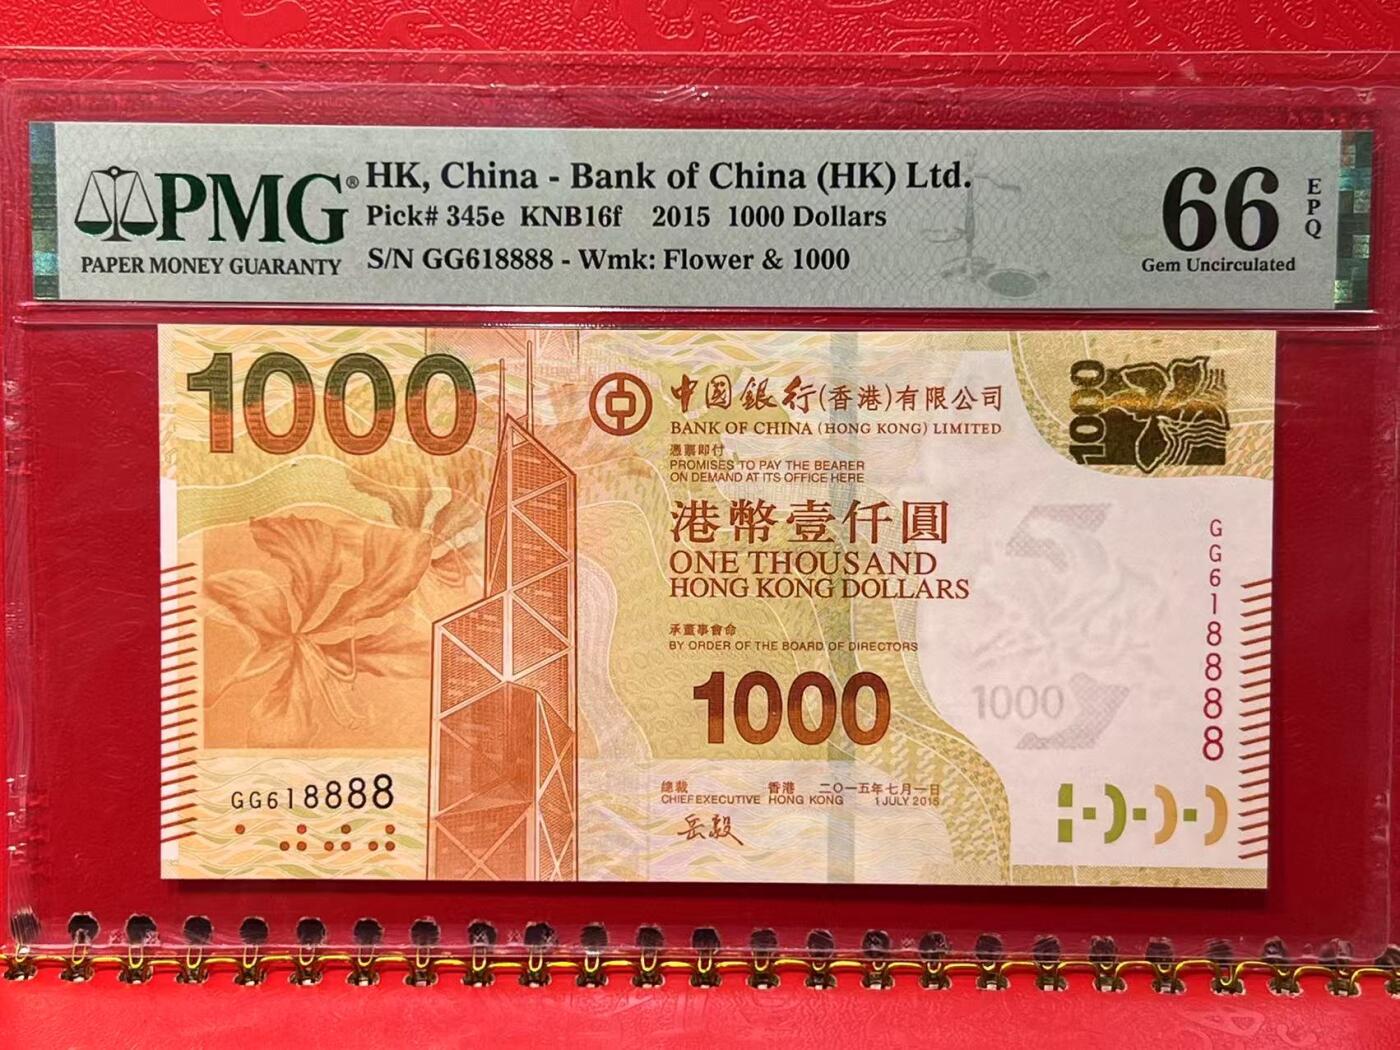 PMG®
PAPER MONEY GUARANTY
HK, China - Bank of China (HK) Ltd.
Pick# 345e KNB16f 2015 1000 Dollars
S/N GG618888 - Wmk: Flower & 1000
66
EPQ
Gem Uncirculated
1000
中國銀行(香港)有限公司
BANK OF CHINA (HONG KONG) LIMITED
憑票即付
PROMISES TO PAY THE BEARER
ON DEMAND AT ITS OFFICE HERE
1000
港幣壹仟圓
ONE THOUSAND
HONG KONG DOLLARS
GG618888
承董事會命
BY ORDER OF THE BOARD OF DIRECTORS
1000
1000
GG618888
總裁 香港 二〇一五年七月一日
CHIEF EXECUTIVE HONG KONG 1 JULY 2015
岳毅